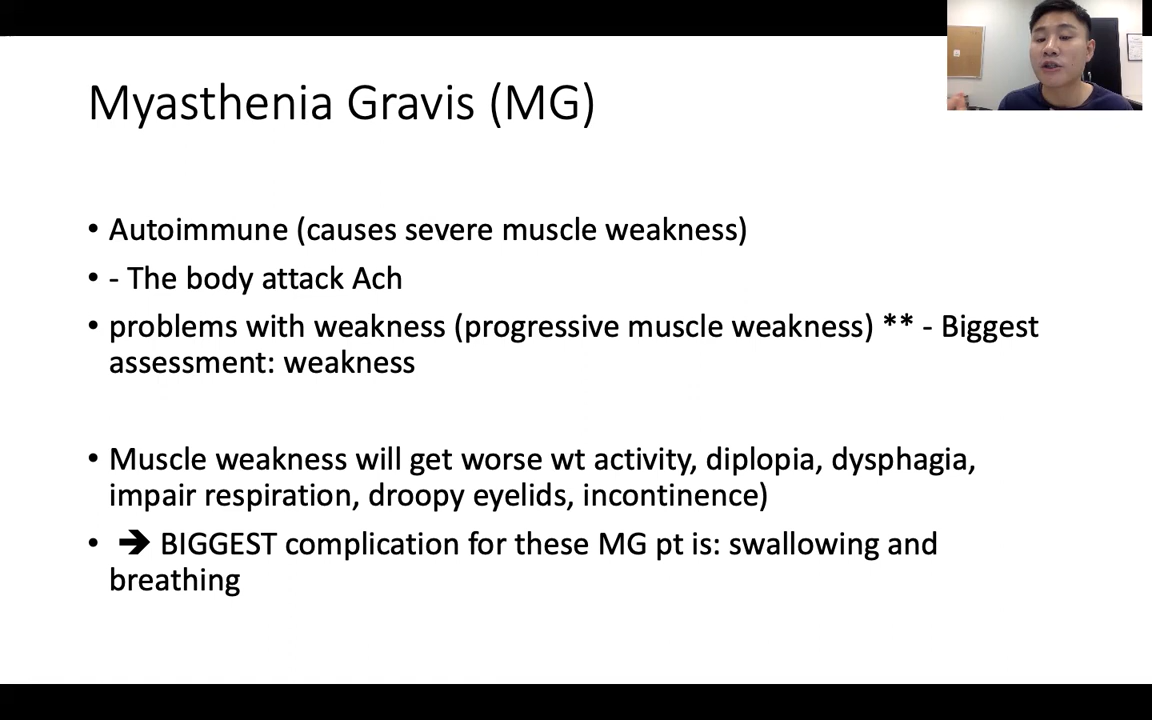 Myasthenia Gravis (MG)
• Autoimmune (causes severe muscle weakness)
• - The body attack Ach
• problems with weakness (progressive muscle weakness) ** - Biggest
assessment: weakness
• Muscle weakness will get worse wt activity, diplopia, dysphagia,
impair respiration, droopy eyelids, incontinence)
• ➔ BIGGEST complication for these MG pt is: swallowing and
breathing